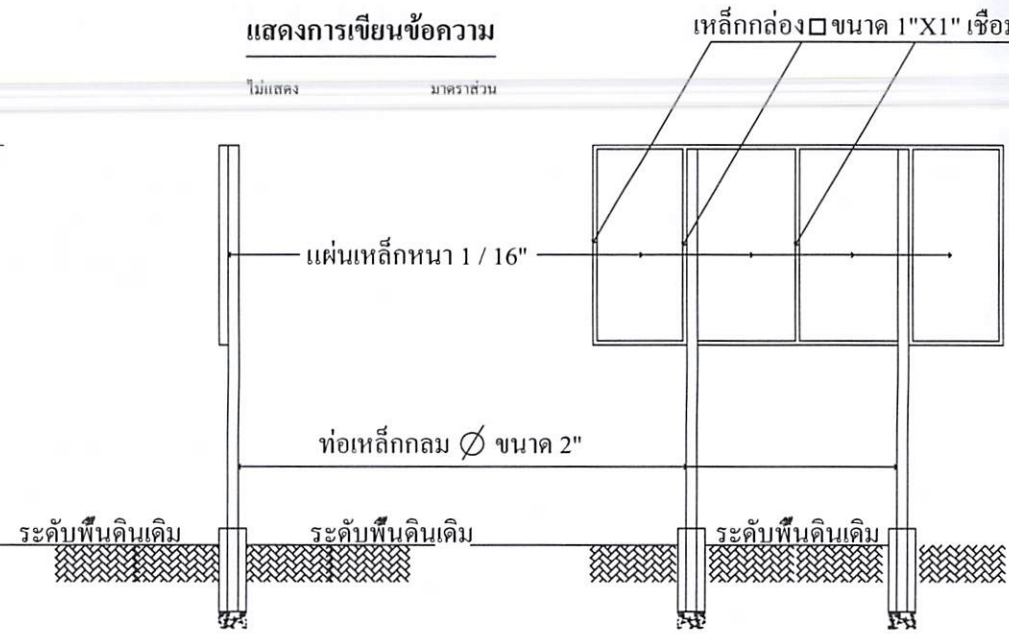 แสดงการเขียนข้อความ
ไม่แสดง มาตราส่วน
เหล็กกล่อง ขนาด 1"X1"
แผ่นเหล็กหนา 1 / 16"
ท่อเหล็กกลม Ø ขนาด 2"
ระดับพื้นดินเดิม ระดับพื้นดินเดิม ระดับพื้นดินเดิม